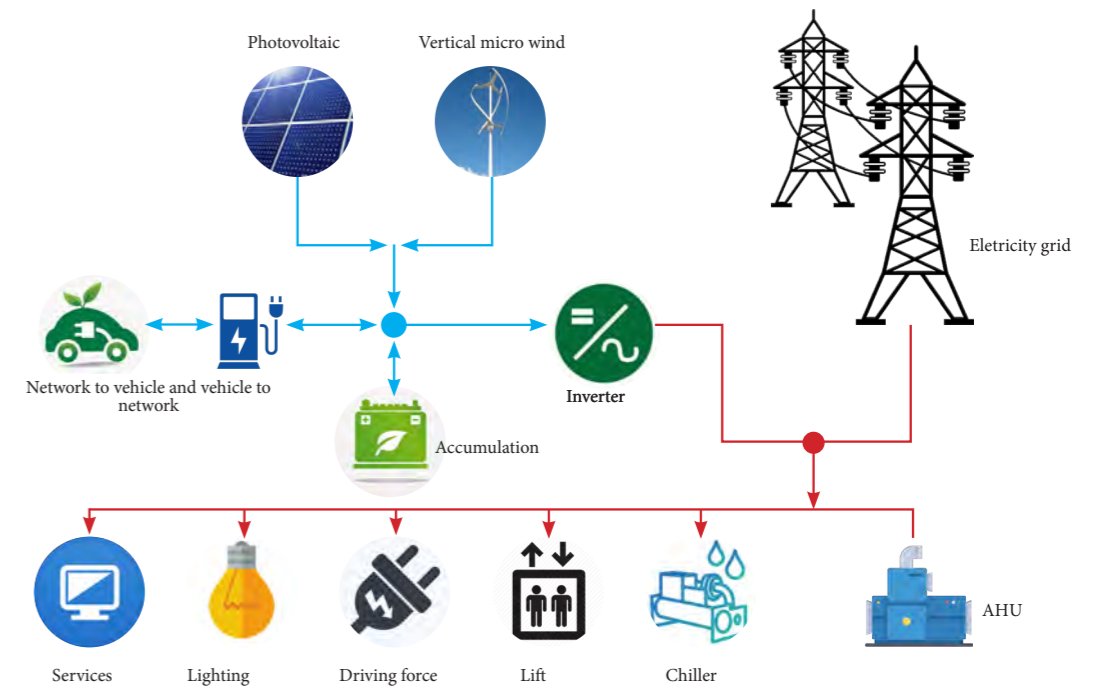 Photovoltaic
Vertical micro wind
Eletricity grid
Network to vehicle and vehicle to
network
Inverter
Accumulation
Services
Lighting
Driving force
Lift
Chiller
AHU